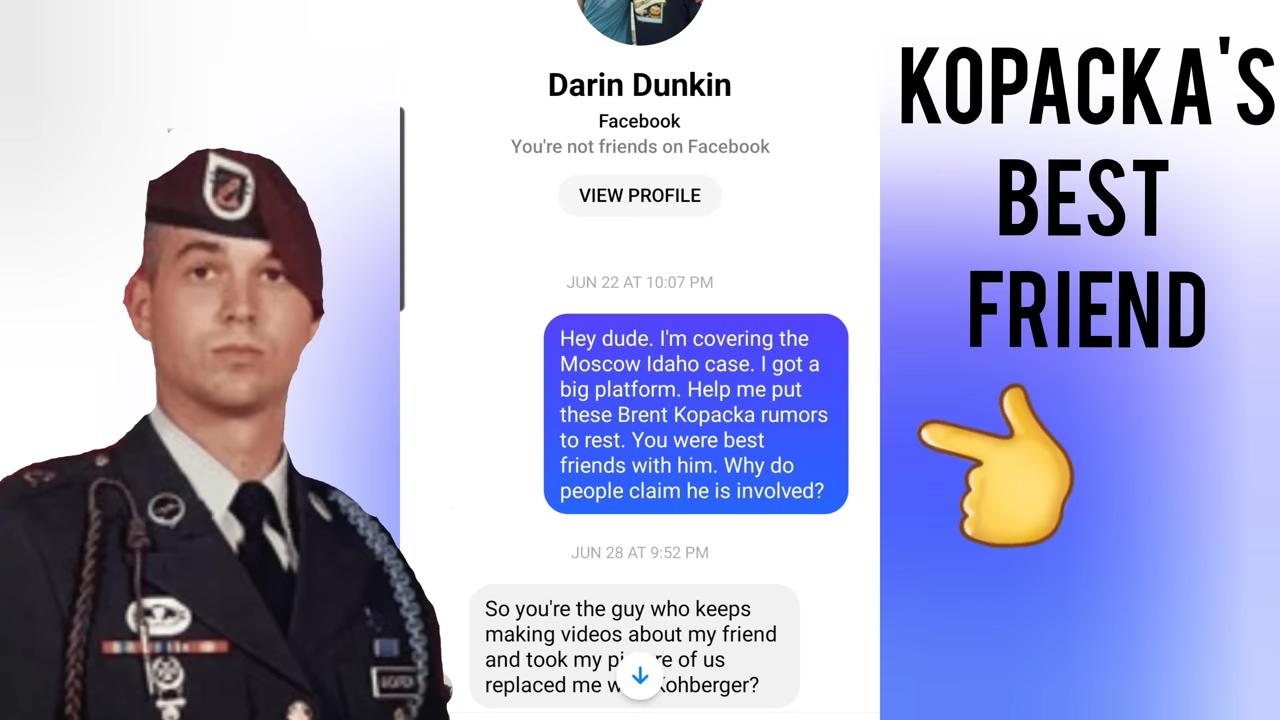 Darin Dunkin
Facebook
You're not friends on Facebook
VIEW PROFILE
JUN 22 AT 10:07 PM
Hey dude. I'm covering the
Moscow Idaho case. I got a
big platform. Help me put
these Brent Kopacka rumors
to rest. You were best
friends with him. Why do
people claim he is involved?
JUN 28 AT 9:52 PM
So you're the guy who keeps
making videos about my friend
and took my of us
replaced me Kohberger?
KOPACKA'S
BEST
FRIEND